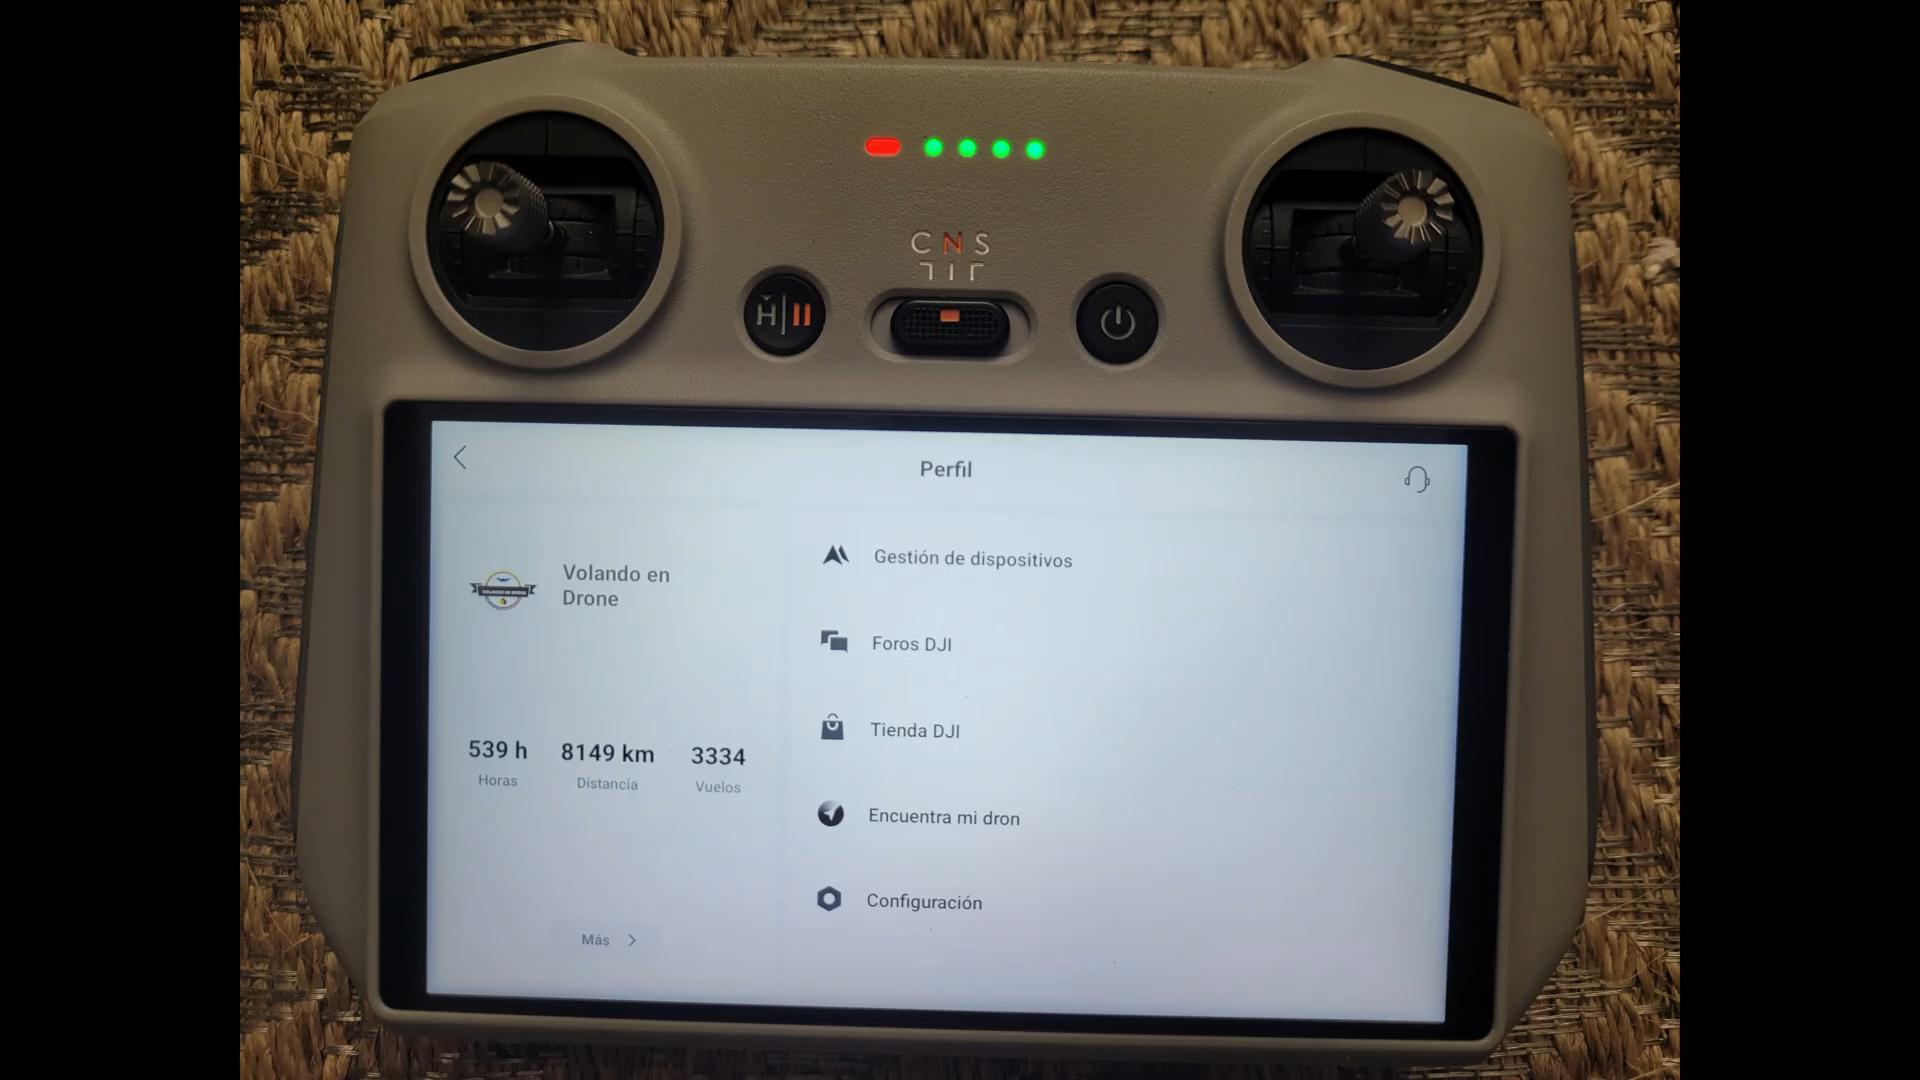 C N S
H
Perfil
Volando en
Drone
539 h
Horas
8149 km
Distancia
3334
Vuelos
Más
Gestión de dispositivos
Foros DJI
Tienda DJI
Encuentra mi dron
Configuración